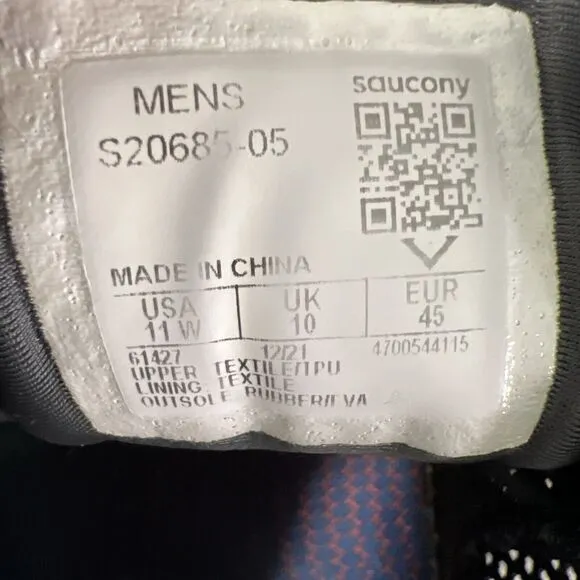 MENS
saucony
S20685-05
MADE IN CHINA
USA UK EUR
11 W 10 45
61427 12/21 4700544115
UPPER TEXTILE/TPU
LINING TEXTILE
OUTSOLE RUBBER/EVA